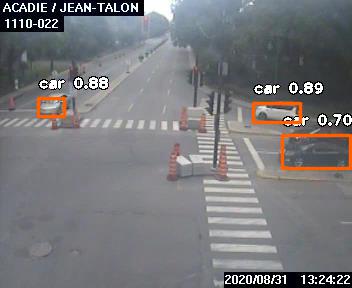 ACADIE / JEAN-TALON
1110-022
car 0.88
car 0.89
car 0.70
2020/08/31 13:24:22